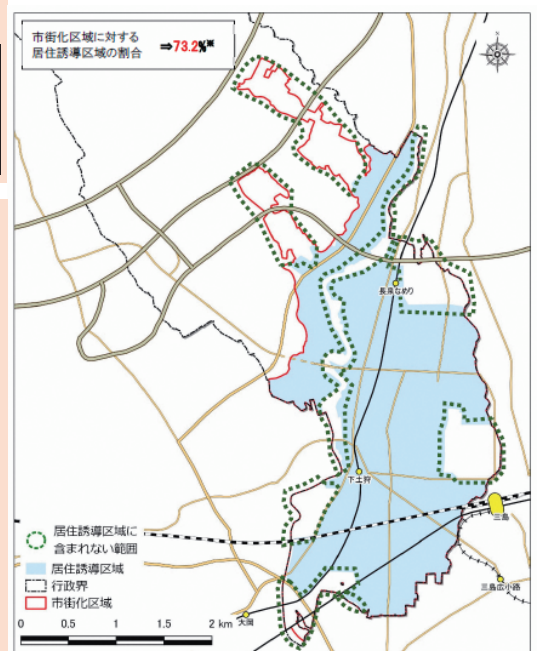 市街化区域に対する
居住誘導区域の割合 ⇒73.2%※
N
長泉なめり
下土狩
三島
三島広小路
大岡
居住誘導区域に
含まれない範囲
居住誘導区域
行政界
市街化区域
0 0.5 1 1.5 2 km